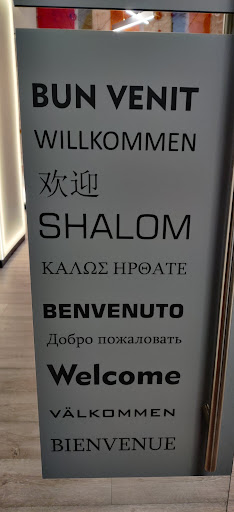 BUN VENIT
WILLKOMMEN
欢迎
SHALOM
ΚΑΛΩΣ ΗΡΘΑΤΕ
BENVENUTO
Добро пожаловать
Welcome
VÄLKOMMEN
BIENVENUE